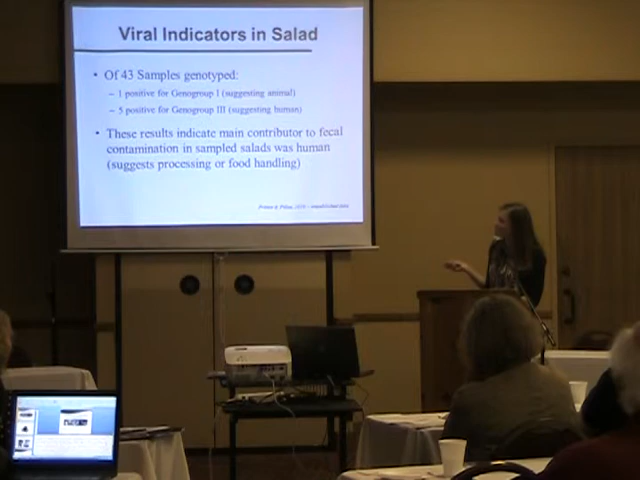 Viral Indicators in Salad
• Of 43 Samples genotyped:
– 1 positive for Genogroup I (suggesting animal)
– 5 positive for Genogroup III (suggesting human)
• These results indicate main contributor to fecal
contamination in sampled salads was human
(suggests processing or food handling)